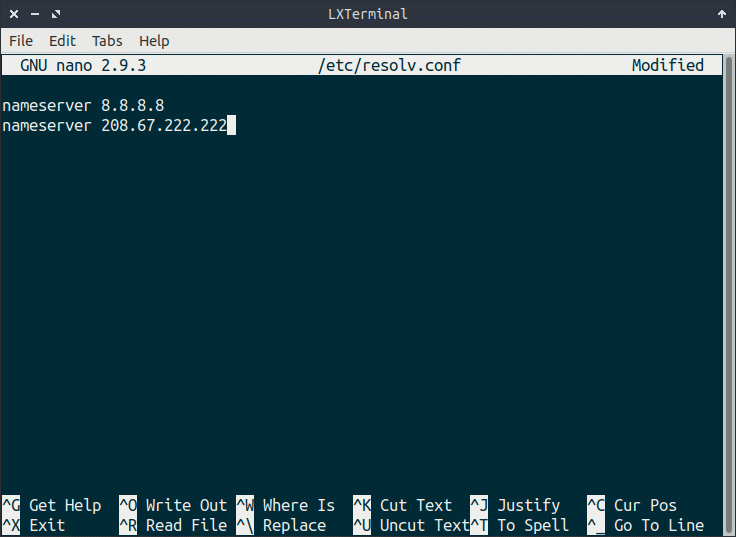 LXTerminal
File Edit Tabs Help
GNU nano 2.9.3 /etc/resolv.conf Modified
nameserver 8.8.8.8
nameserver 208.67.222.222
^G Get Help ^O Write Out ^W Where Is ^K Cut Text ^J Justify ^C Cur Pos
^X Exit ^R Read File ^\ Replace ^U Uncut Text ^T To Spell ^_ Go To Line